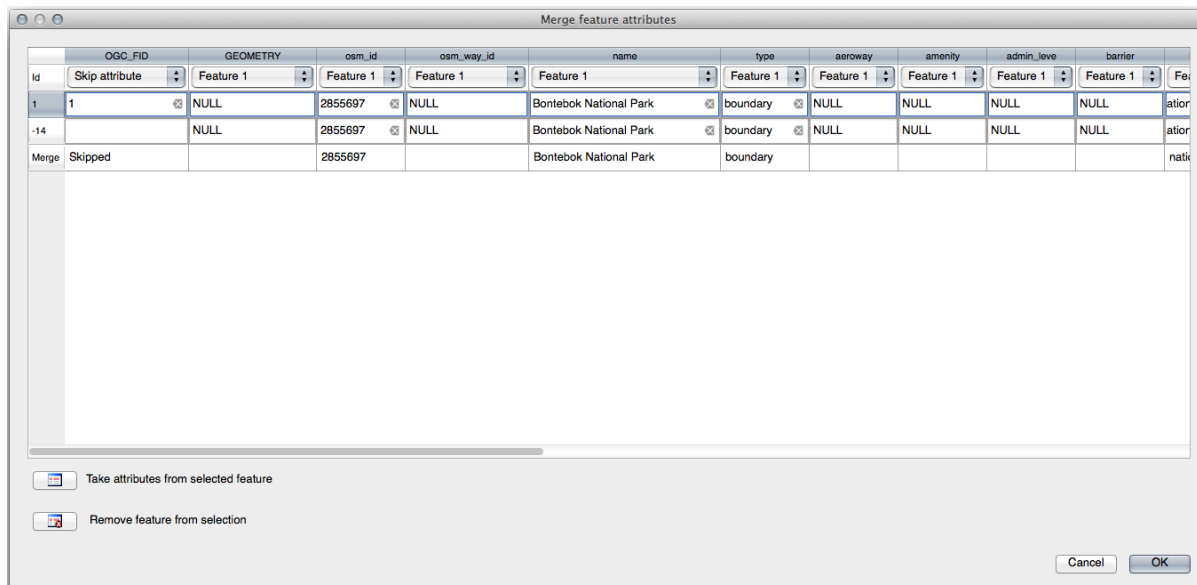 Merge feature attributes
OGC_FID GEOMETRY osm_id osm_way_id name type aeroway amenity admin_leve barrier
Id Skip attribute Feature 1 Feature 1 Feature 1 Feature 1 Feature 1 Feature 1 Feature 1 Feature 1 Feature 1 Fea
1 1 NULL 2855697 NULL Bontebok National Park boundary NULL NULL NULL NULL ation
-14 NULL 2855697 NULL Bontebok National Park boundary NULL NULL NULL NULL ation
Merge Skipped 2855697 Bontebok National Park boundary natio
Take attributes from selected feature
Remove feature from selection
Cancel OK